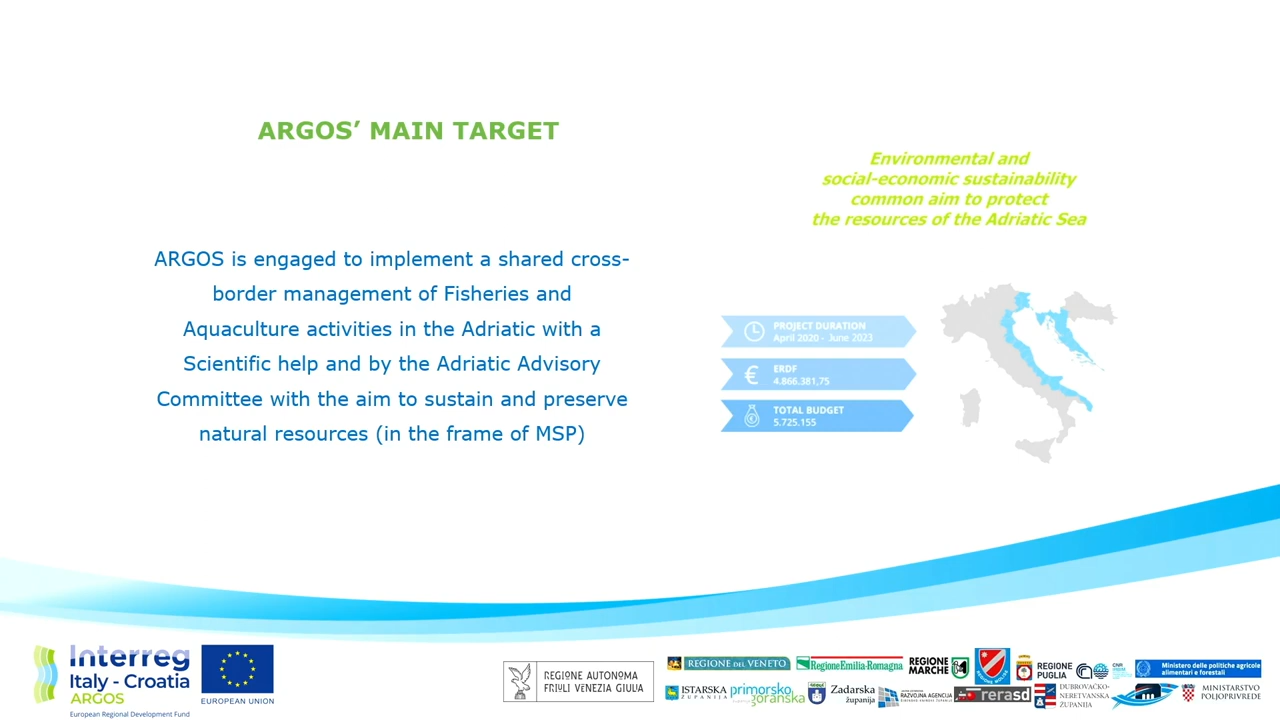 ARGOS’ MAIN TARGET
Environmental and
social-economic sustainability
common aim to protect
the resources of the Adriatic Sea
ARGOS is engaged to implement a shared cross-
border management of Fisheries and
Aquaculture activities in the Adriatic with a
Scientific help and by the Adriatic Advisory
Committee with the aim to sustain and preserve
natural resources (in the frame of MSP)
PROJECT DURATION
April 2020 - June 2023
€
ERDF
4.866.381,75
€
TOTAL BUDGET
5.725.155
Interreg
Italy - Croatia
ARGOS
European Regional Development Fund
EUROPEAN UNION
REGIONE AUTONOMA
FRIULI VENEZIA GIULIA
REGIONE DEL VENETO
RegioneEmilia-Romagna
REGIONE
MARCHE
REGIONE MOLISE
REGIONE
PUGLIA
CNR
Ministero delle politiche agricole
alimentari e forestali
ISTARSKA
ŽUPANIJA
primorsko
goranska
Zadarska
županija
RAZVOJNA AGENCIJA
rerasd
DUBROVAČKO-
NERETVANSKA
ŽUPANIJA
MINISTARSTVO
POLJOPRIVREDE